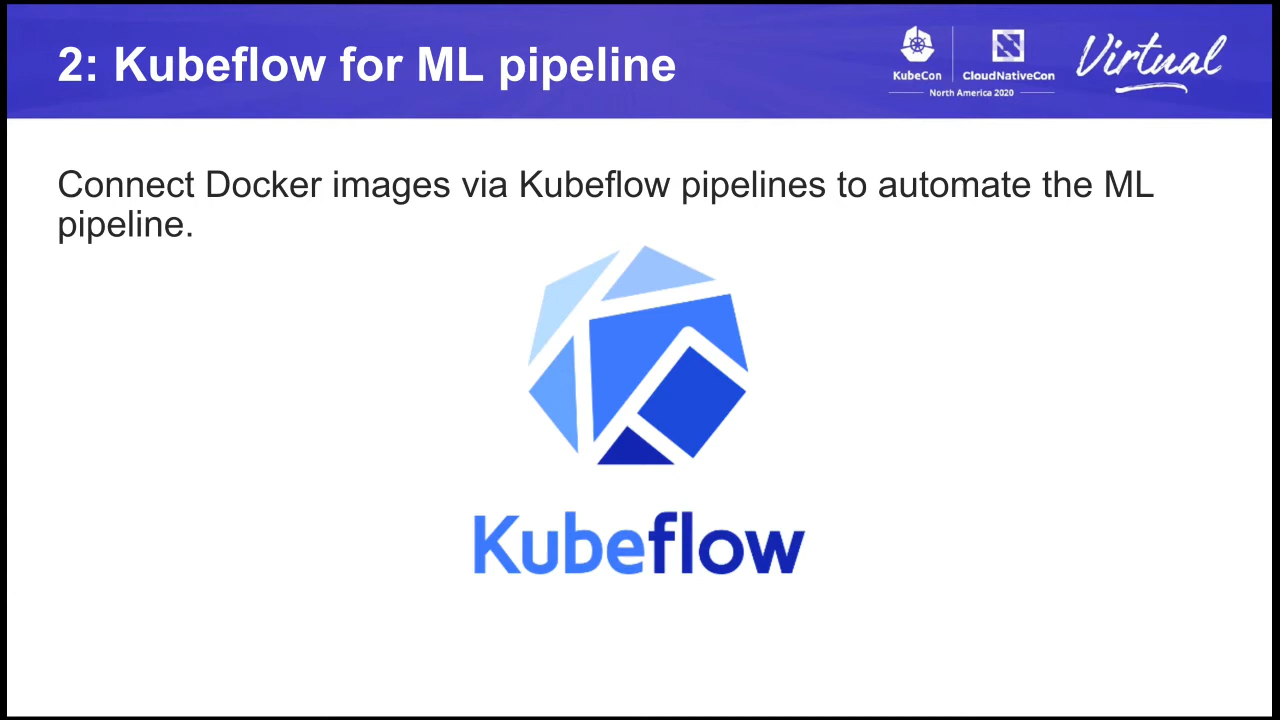 2: Kubeflow for ML pipeline
KubeCon
CloudNativeCon
North America 2020
Virtual
Connect Docker images via Kubeflow pipelines to automate the ML
pipeline.
Kubeflow